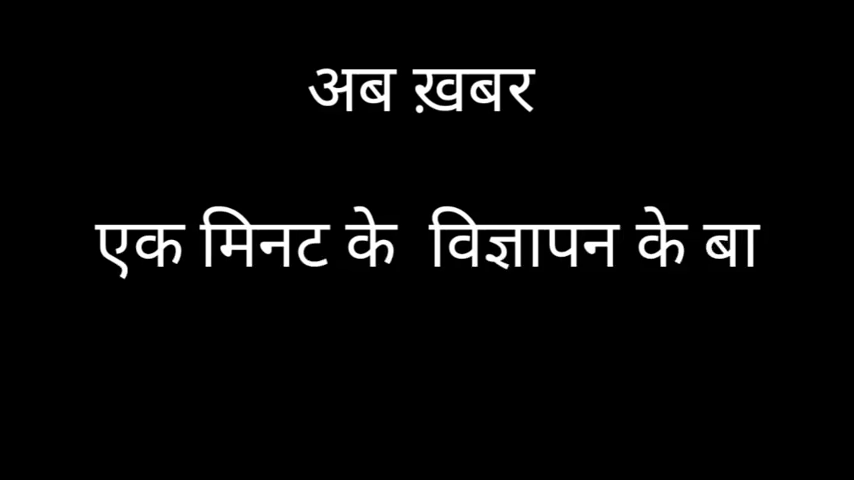 अब ख़बर
एक मिनट के विज्ञापन के बा